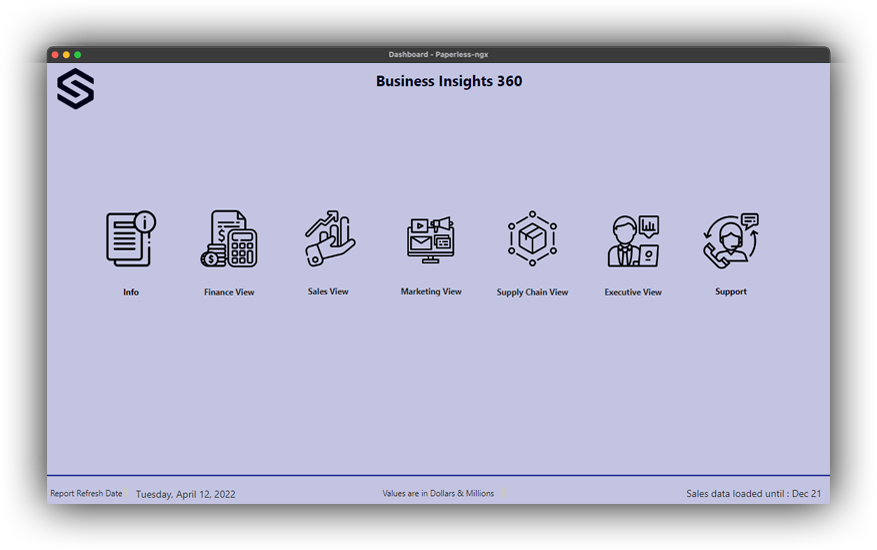 Dashboard - Paperless-ngx
Business Insights 360
Info
Finance View
Sales View
Marketing View
Supply Chain View
Executive View
Support
Report Refresh Date
Tuesday, April 12, 2022
Values are in Dollars & Millions
Sales data loaded until : Dec 21